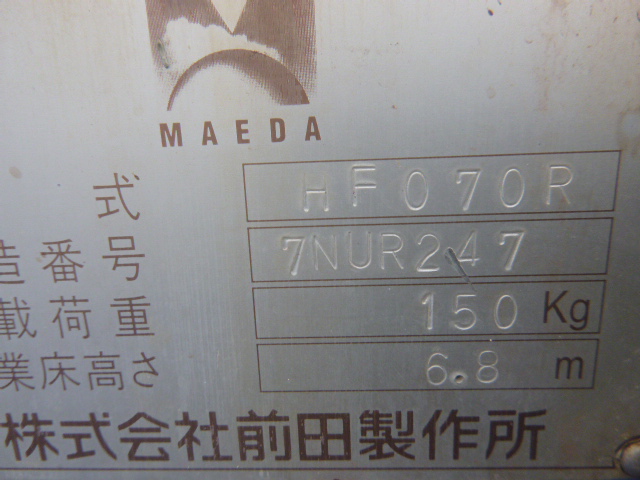 MAEDA
式 HF070R
造番号 7NUR247
載荷重 150 Kg
業床高さ 6.8 m
株式会社前田製作所